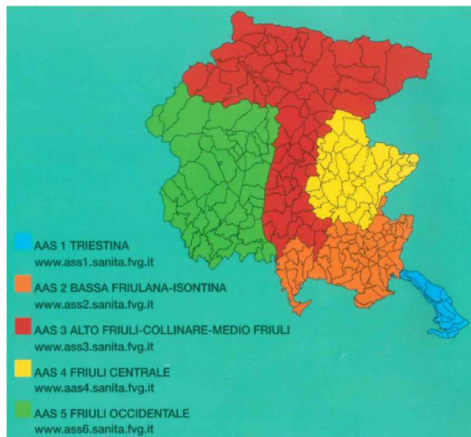 AAS 1 TRIESTINA
www.ass1.sanita.fvg.it
AAS 2 BASSA FRIULANA-ISONTINA
www.ass2.sanita.fvg.it
AAS 3 ALTO FRIULI-COLLINARE-MEDIO FRIULI
www.ass3.sanita.fvg.it
AAS 4 FRIULI CENTRALE
www.aas4.sanita.fvg.it
AAS 5 FRIULI OCCIDENTALE
www.ass6.sanita.fvg.it